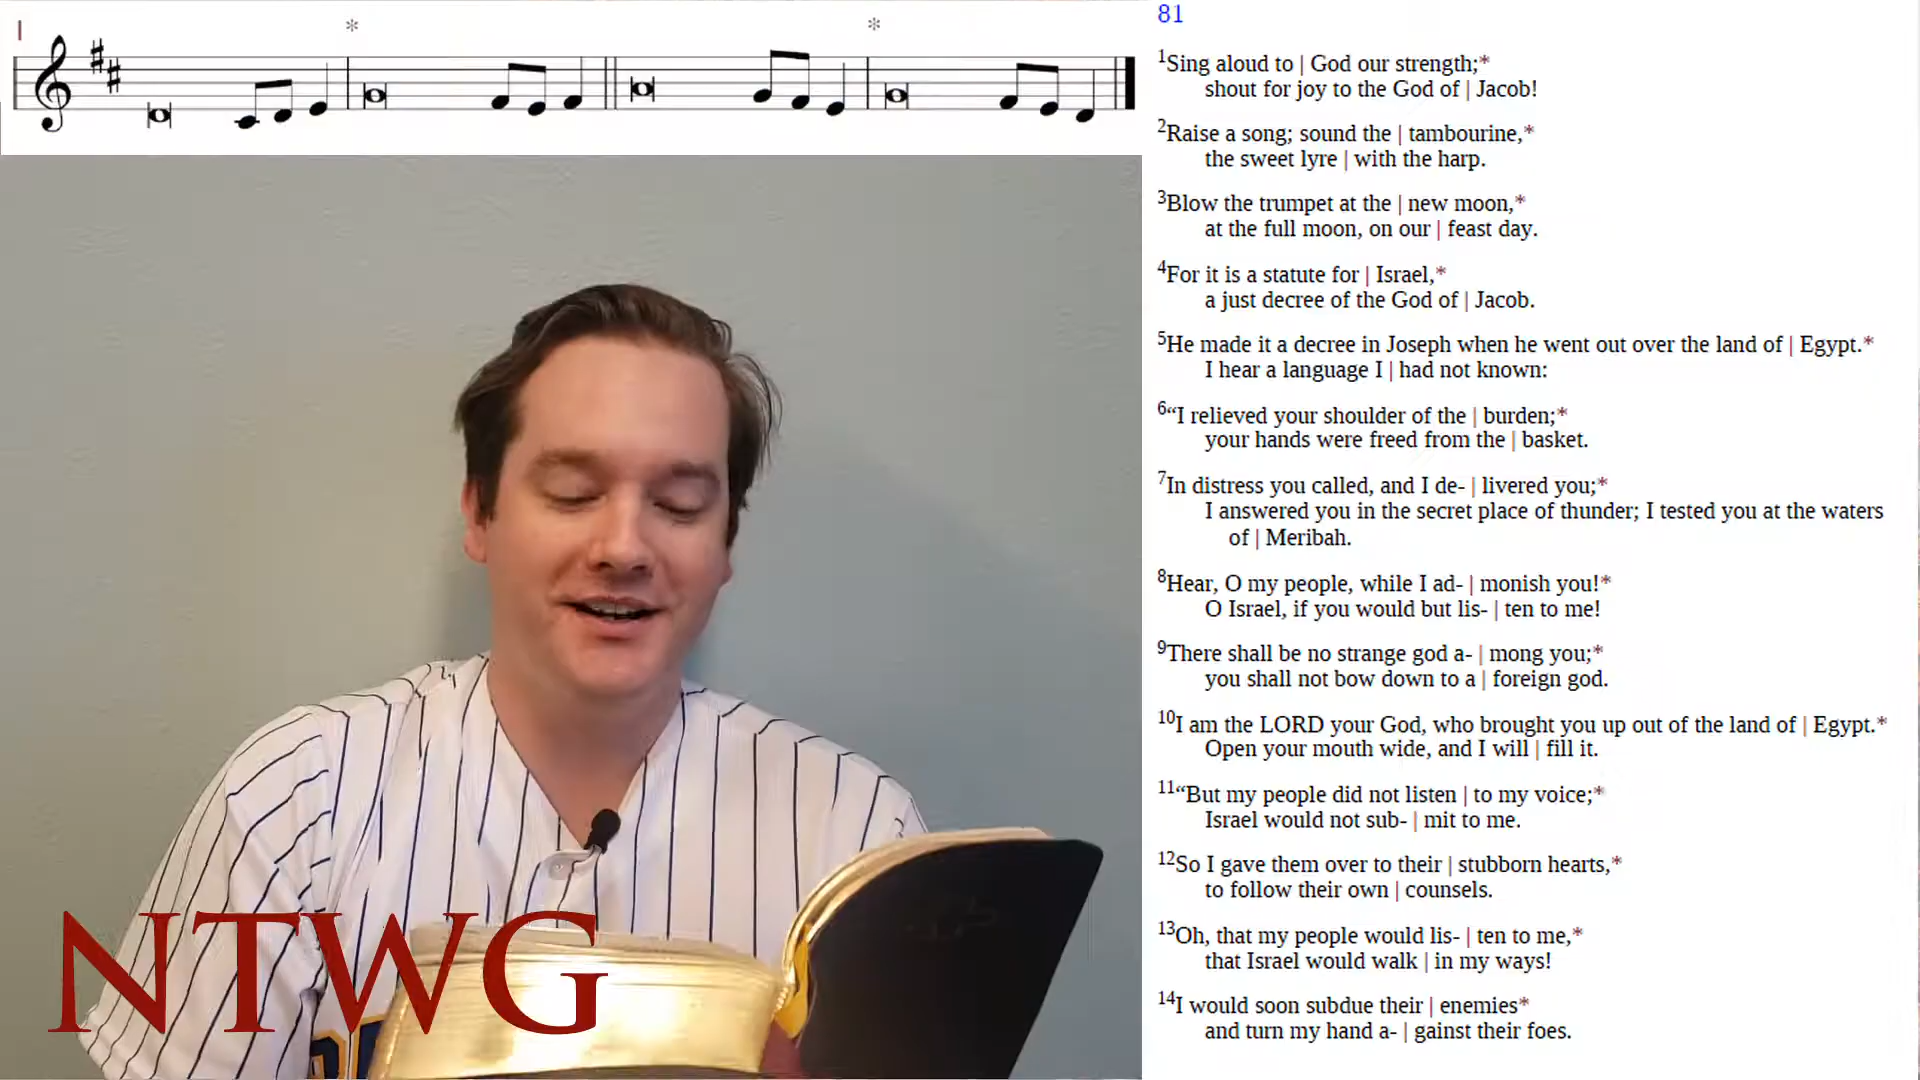 I
*
*
81
1Sing aloud to | God our strength;*
shout for joy to the God of | Jacob!
2Raise a song; sound the | tambourine,*
the sweet lyre | with the harp.
3Blow the trumpet at the | new moon,*
at the full moon, on our | feast day.
4For it is a statute for | Israel,*
a just decree of the God of | Jacob.
5He made it a decree in Joseph when he went out over the land of | Egypt.*
I hear a language I | had not known:
6“I relieved your shoulder of the | burden;*
your hands were freed from the | basket.
7In distress you called, and I de- | livered you;*
I answered you in the secret place of thunder; I tested you at the waters
of | Meribah.
8Hear, O my people, while I ad- | monish you!*
O Israel, if you would but lis- | ten to me!
9There shall be no strange god a- | mong you;*
you shall not bow down to a | foreign god.
10I am the LORD your God, who brought you up out of the land of | Egypt.*
Open your mouth wide, and I will | fill it.
11“But my people did not listen | to my voice;*
Israel would not sub- | mit to me.
12So I gave them over to their | stubborn hearts,*
to follow their own | counsels.
13Oh, that my people would lis- | ten to me,*
that Israel would walk | in my ways!
14I would soon subdue their | enemies*
and turn my hand a- | gainst their foes.
NTWG